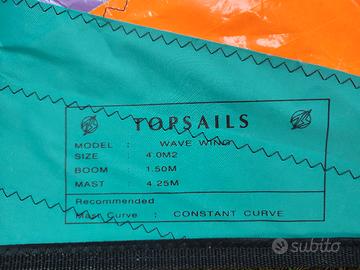 TOPSAILS
MODEL : WAVE WING
SIZE : 4.0M2
BOOM : 1.50M
MAST : 4.25M
Recommended
Mast Curve : CONSTANT CURVE
subito